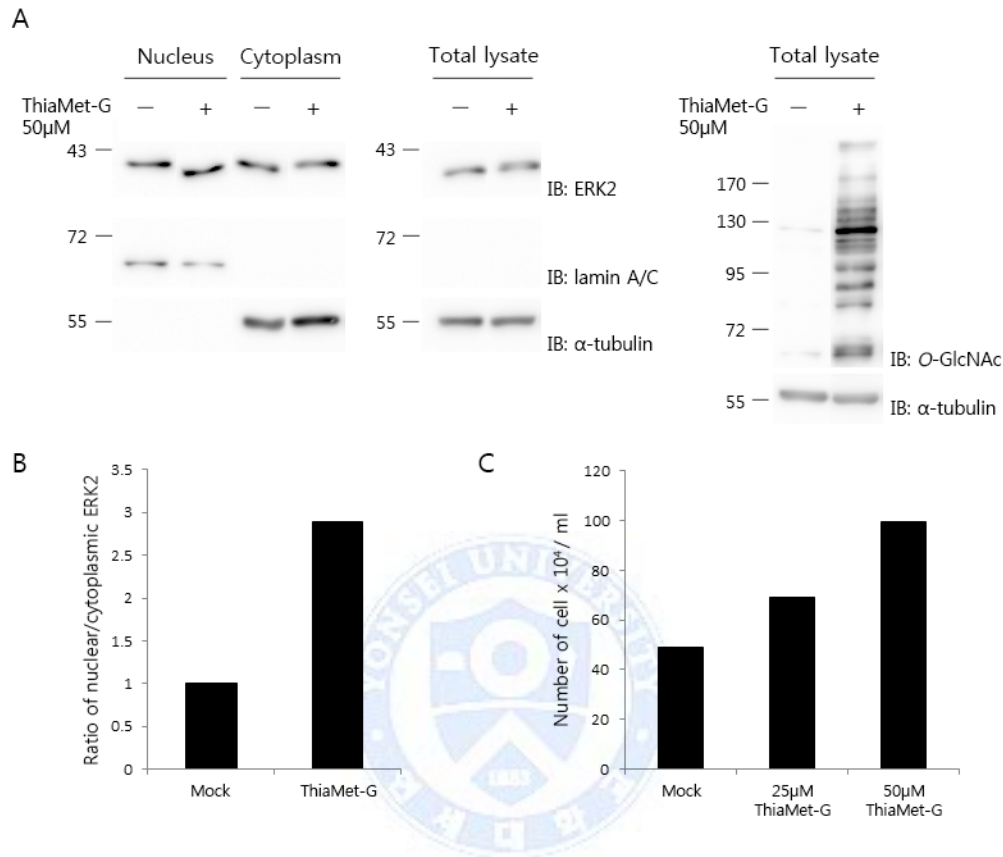 A
Nucleus Cytoplasm Total lysate Total lysate
ThiaMet-G — + — + — + ThiaMet-G — +
50μM 50μM
43 43
IB: ERK2
170
130
72 72
IB: lamin A/C
95
55 55
IB: α-tubulin
72
IB: O-GlcNAc
55
IB: α-tubulin
B
Ratio of nuclear/cytoplasmic ERK2
3.5
3
2.5
2
1.5
1
0.5
0
Mock ThiaMet-G
C
Number of cell x 10⁴/ ml
120
100
80
60
40
20
0
Mock 25μM ThiaMet-G 50μM ThiaMet-G
YONSEI UNIVERSITY
1885